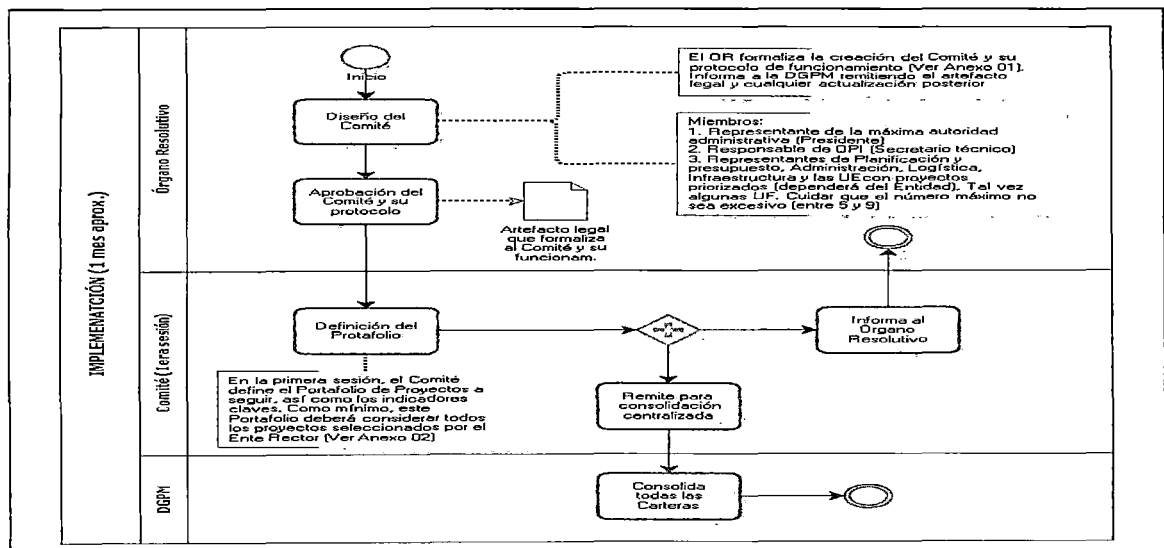 IMPLEMENATCIÓN (1 mes aprox.)
Órgano Resolutivo
Inicio
Diseño del
Comité
El OR formaliza la creación del Comité y su
protocolo de funcionamiento (Ver Anexo 01).
Informa a la DGPM remitiendo el artefacto
legal y cualquier actualización posterior
Miembros:
1. Representante de la máxima autoridad
administrativa (Presidente)
2. Responsable de OPI (Secretario técnico)
3. Representantes de Planificación y
presupuesto, Administración, Logística,
Infraestructura y las UE con proyectos
priorizados (dependerá del Entidad). Tal vez
algunas UF. Cuidar que el número máximo no
sea excesivo (entre 5 y 9)
Aprobación del
Comité y su
protocolo
Artefacto legal
que formaliza
al Comité y su
funcionam.
Comité (1era sesión)
Definición del
Protafolio
Informa al
Órgano
Resolutivo
En la primera sesión, el Comité
define el Portafolio de Proyectos a
seguir, así como los indicadores
claves. Como mínimo, este
Portafolio deberá considerar todos
los proyectos seleccionados por el
Ente Rector (Ver Anexo 02)
Remite para
consolidación
centralizada
DGPM
Consolida
todas las
Carteras